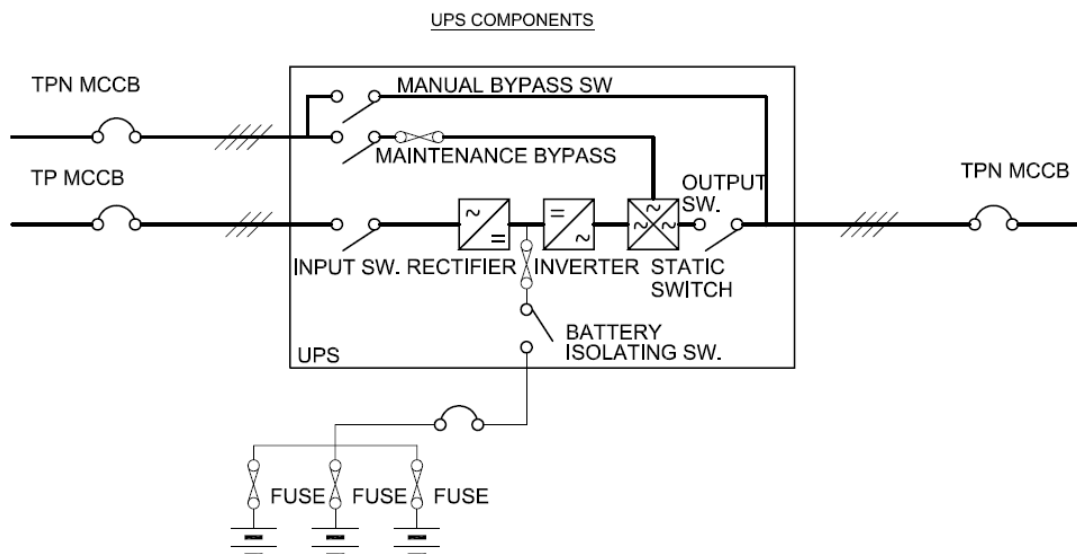 UPS COMPONENTS
TPN MCCB
MANUAL BYPASS SW
MAINTENANCE BYPASS
TP MCCB
OUTPUT
SW.
TPN MCCB
INPUT SW.
RECTIFIER
INVERTER
STATIC
SWITCH
BATTERY
ISOLATING SW.
UPS
FUSE
FUSE
FUSE